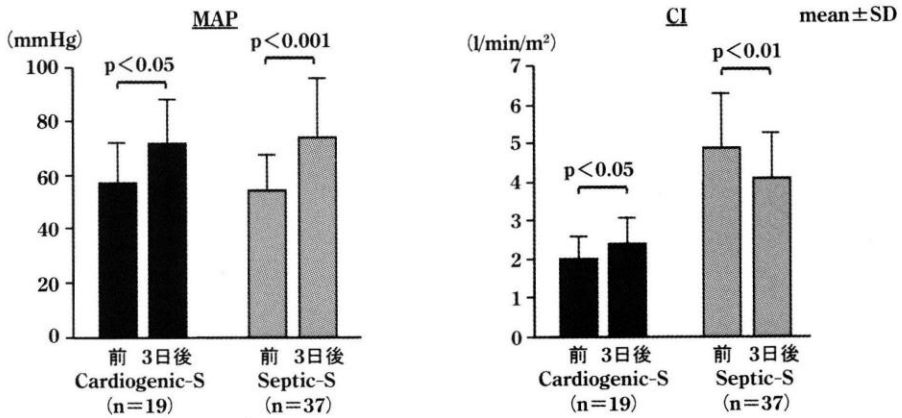 MAP
(mmHg)
p<0.05
p<0.001
100
80
60
40
20
0
前 3日後
前 3日後
Cardiogenic-S
Septic-S
(n=19)
(n=37)
CI
mean±SD
(l/min/m²)
p<0.01
p<0.05
7
6
5
4
3
2
1
0
前 3日後
前 3日後
Cardiogenic-S
Septic-S
(n=19)
(n=37)